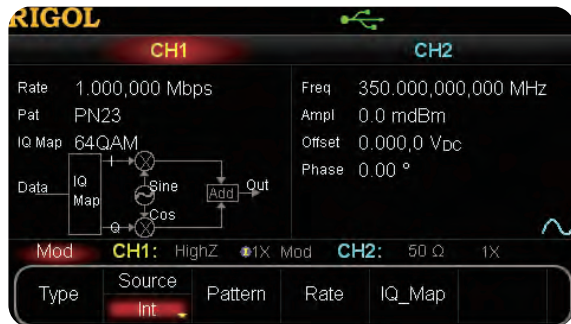 RIGOL
CH1
CH2
Rate 1.000,000 Mbps
Pat PN23
IQ Map 64QAM
I
Data
IQ Map
Sine
Cos
Add
Out
Q
Freq 350.000,000,000 MHz
Ampl 0.0 mdBm
Offset 0.000,0 VDC
Phase 0.00 °
Mod CH1: HighZ 1X Mod CH2: 50 Ω 1X
Type
Source
Int
Pattern
Rate
IQ_Map